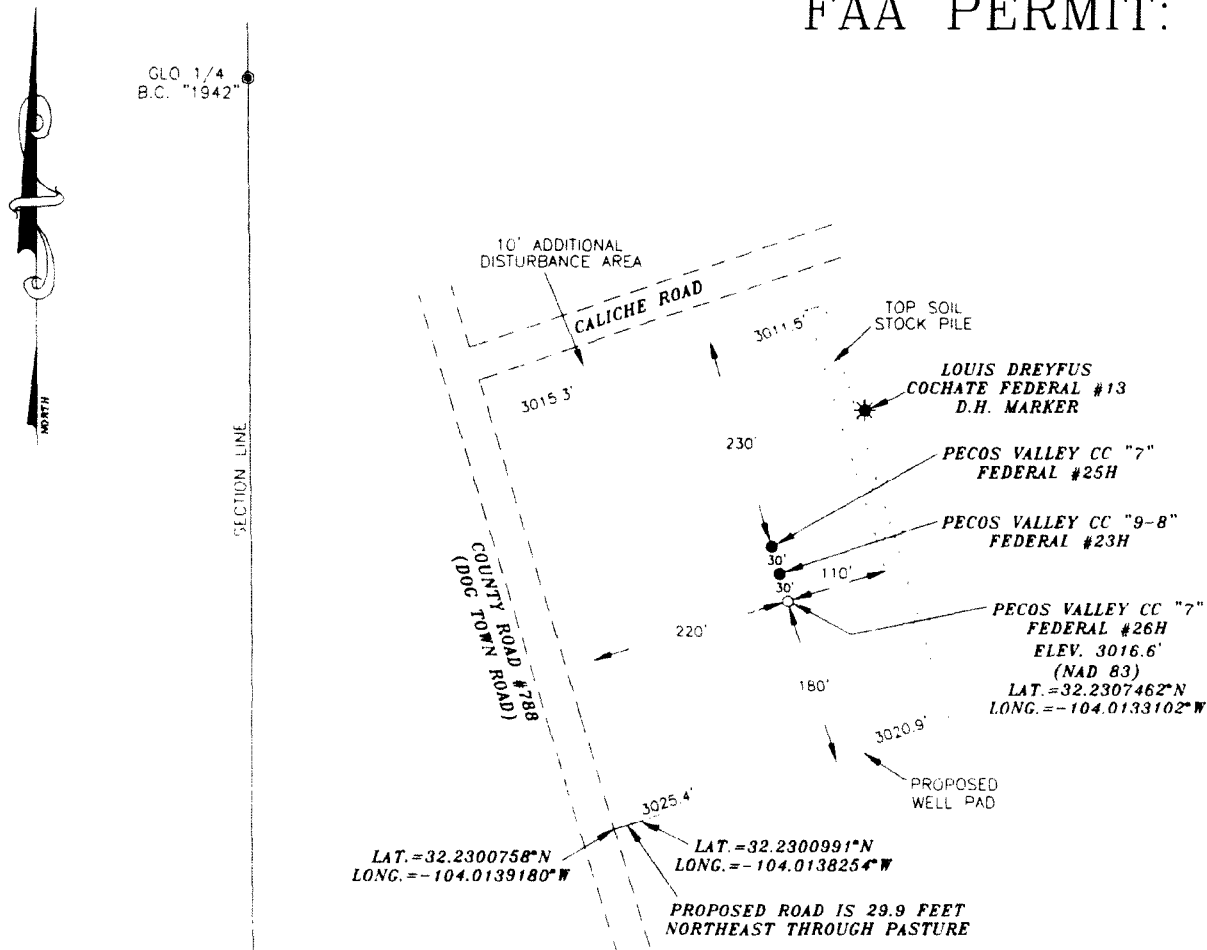 FAA PERMIT:
GLO 1/4
B.C. "1942"
NORTH
SECTION LINE
10' ADDITIONAL
DISTURBANCE AREA
CALICHE ROAD
3011.5'
TOP SOIL
STOCK PILE
3015.3'
LOUIS DREYFUS
COCHATE FEDERAL #13
D.H. MARKER
230'
PECOS VALLEY CC "7"
FEDERAL #25H
PECOS VALLEY CC "9-8"
FEDERAL #23H
30'
110'
30'
COUNTY ROAD #788
(DOG TOWN ROAD)
220'
PECOS VALLEY CC "7"
FEDERAL #26H
ELEV. 3016.6'
(NAD 83)
LAT.=32.2307462°N
LONG.=-104.0133102°W
180'
3020.9'
PROPOSED
WELL PAD
3025.4'
LAT.=32.2300758°N
LONG.=-104.0139180°W
LAT.=32.2300991°N
LONG.=-104.0138254°W
PROPOSED ROAD IS 29.9 FEET
NORTHEAST THROUGH PASTURE